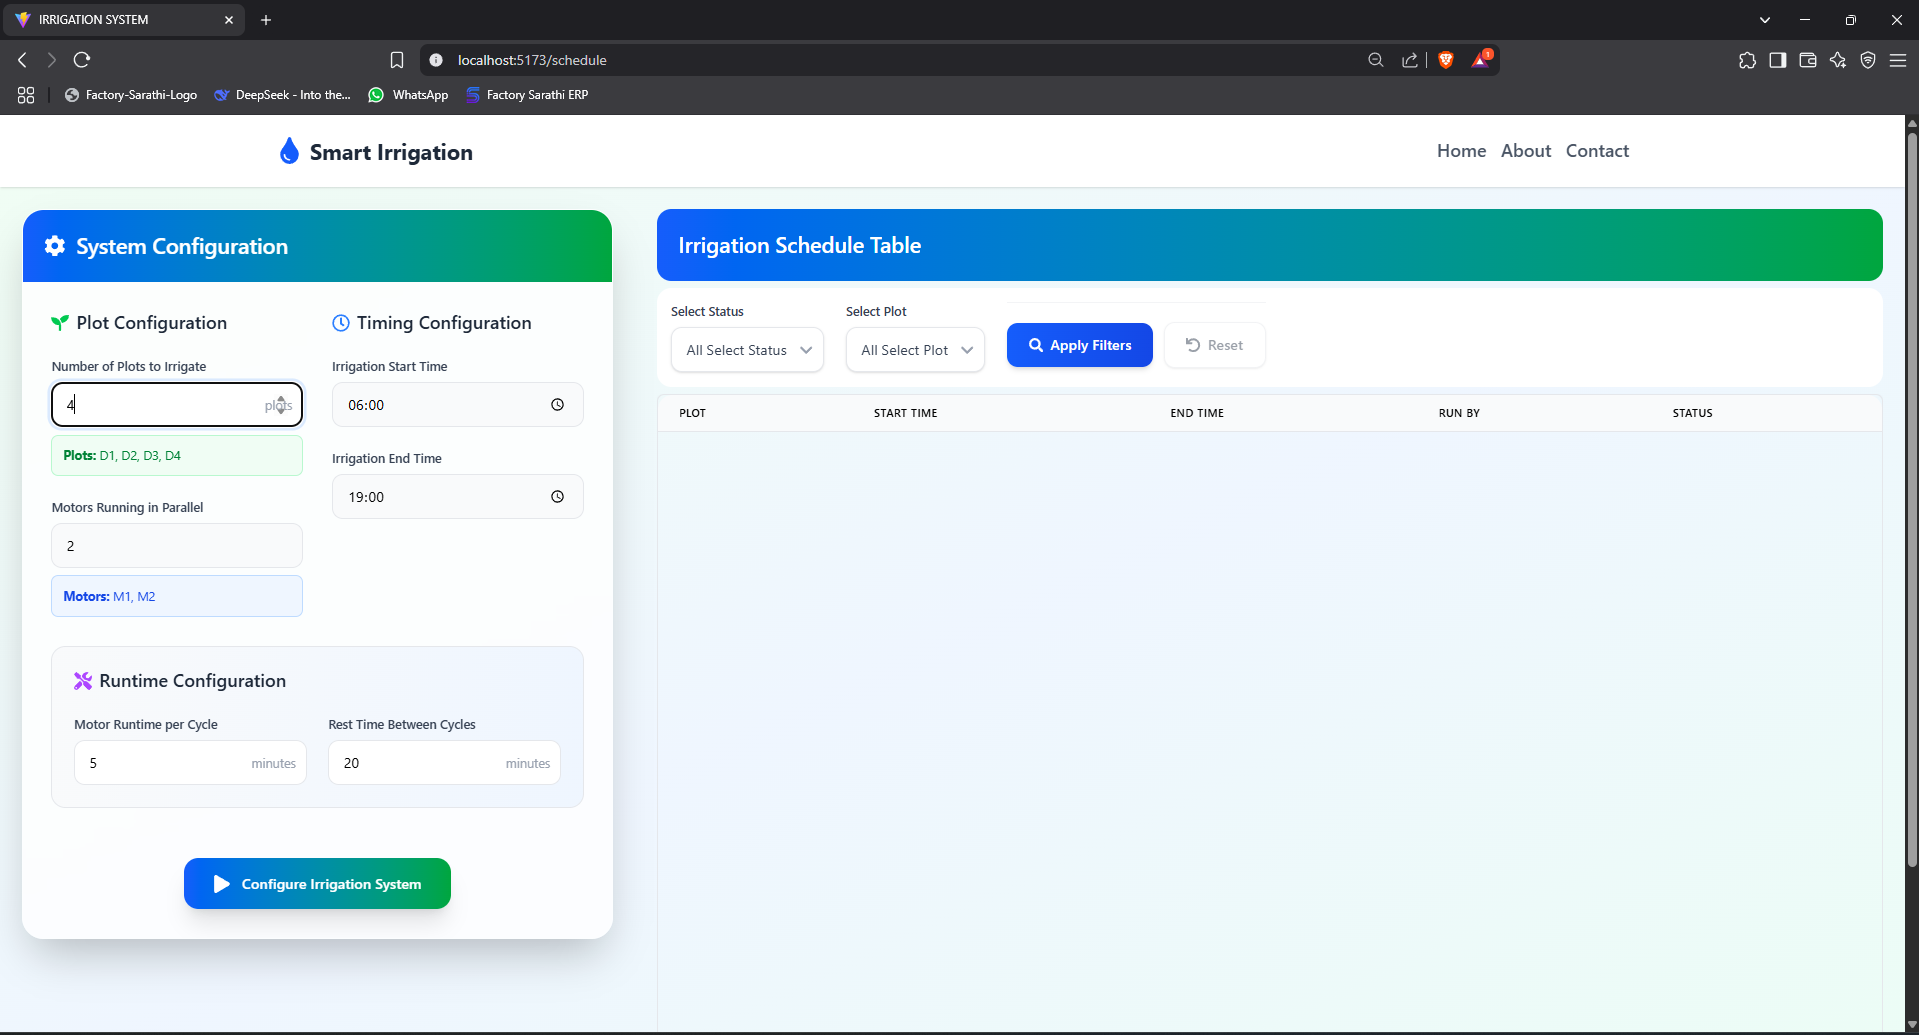 IRRIGATION SYSTEM
localhost:5173/schedule
1
Factory-Sarathi-Logo
DeepSeek - Into the...
WhatsApp
Factory Sarathi ERP
Smart Irrigation
Home
About
Contact
System Configuration
Plot Configuration
Number of Plots to Irrigate
4
plots
Plots: D1, D2, D3, D4
Motors Running in Parallel
2
Motors: M1, M2
Timing Configuration
Irrigation Start Time
06:00
Irrigation End Time
19:00
Runtime Configuration
Motor Runtime per Cycle
5
minutes
Rest Time Between Cycles
20
minutes
Configure Irrigation System
Irrigation Schedule Table
Select Status
All Select Status
Select Plot
All Select Plot
Apply Filters
Reset
PLOT
START TIME
END TIME
RUN BY
STATUS